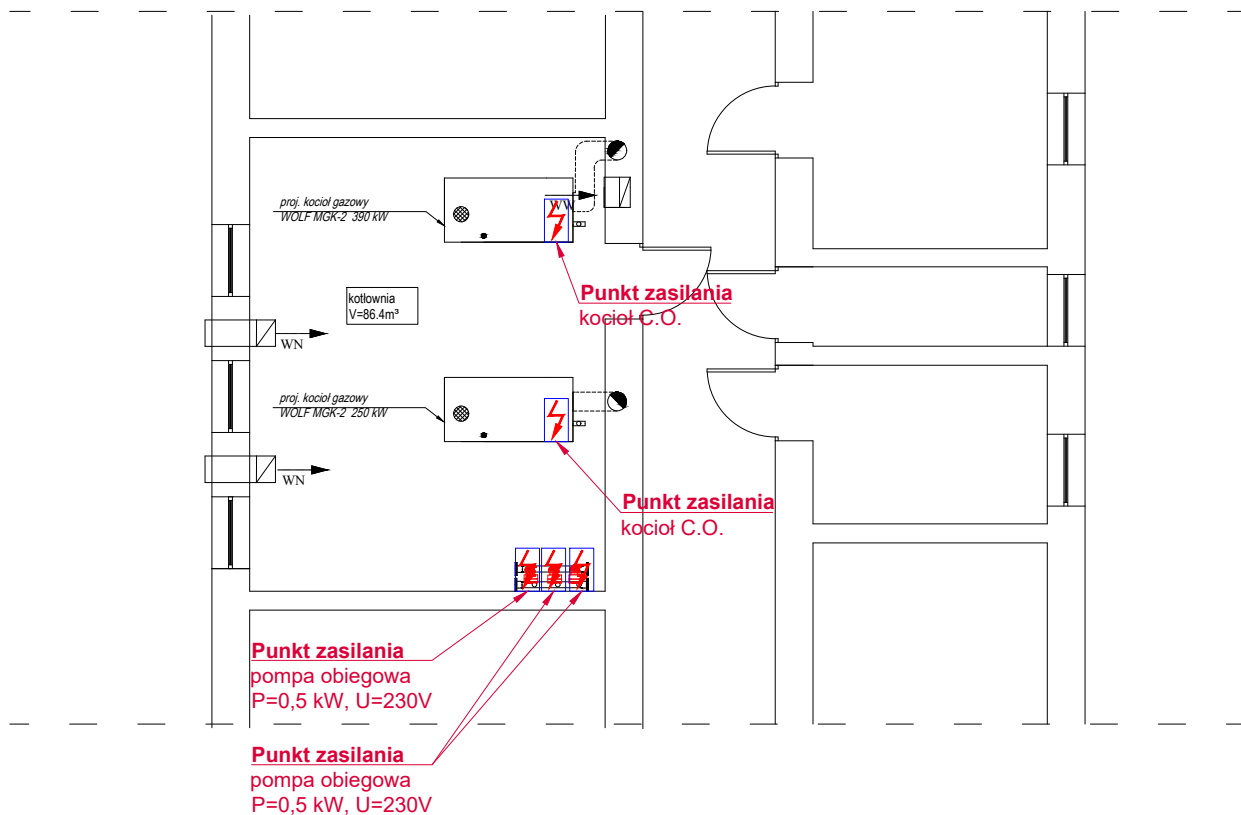 proj. kocioł gazowy
WOLF MGK-2 390 kW
WW
Punkt zasilania
kocioł C.O.
kotłownia
V=86.4m³
WN
proj. kocioł gazowy
WOLF MGK-2 250 kW
WN
Punkt zasilania
kocioł C.O.
Punkt zasilania
pompa obiegowa
P=0,5 kW, U=230V
Punkt zasilania
pompa obiegowa
P=0,5 kW, U=230V